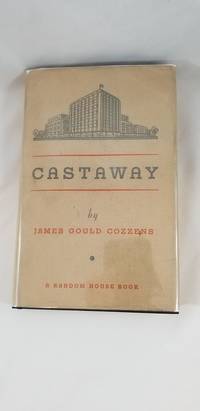 CASTAWAY
by
JAMES GOULD COZZENS
A RANDOM HOUSE BOOK